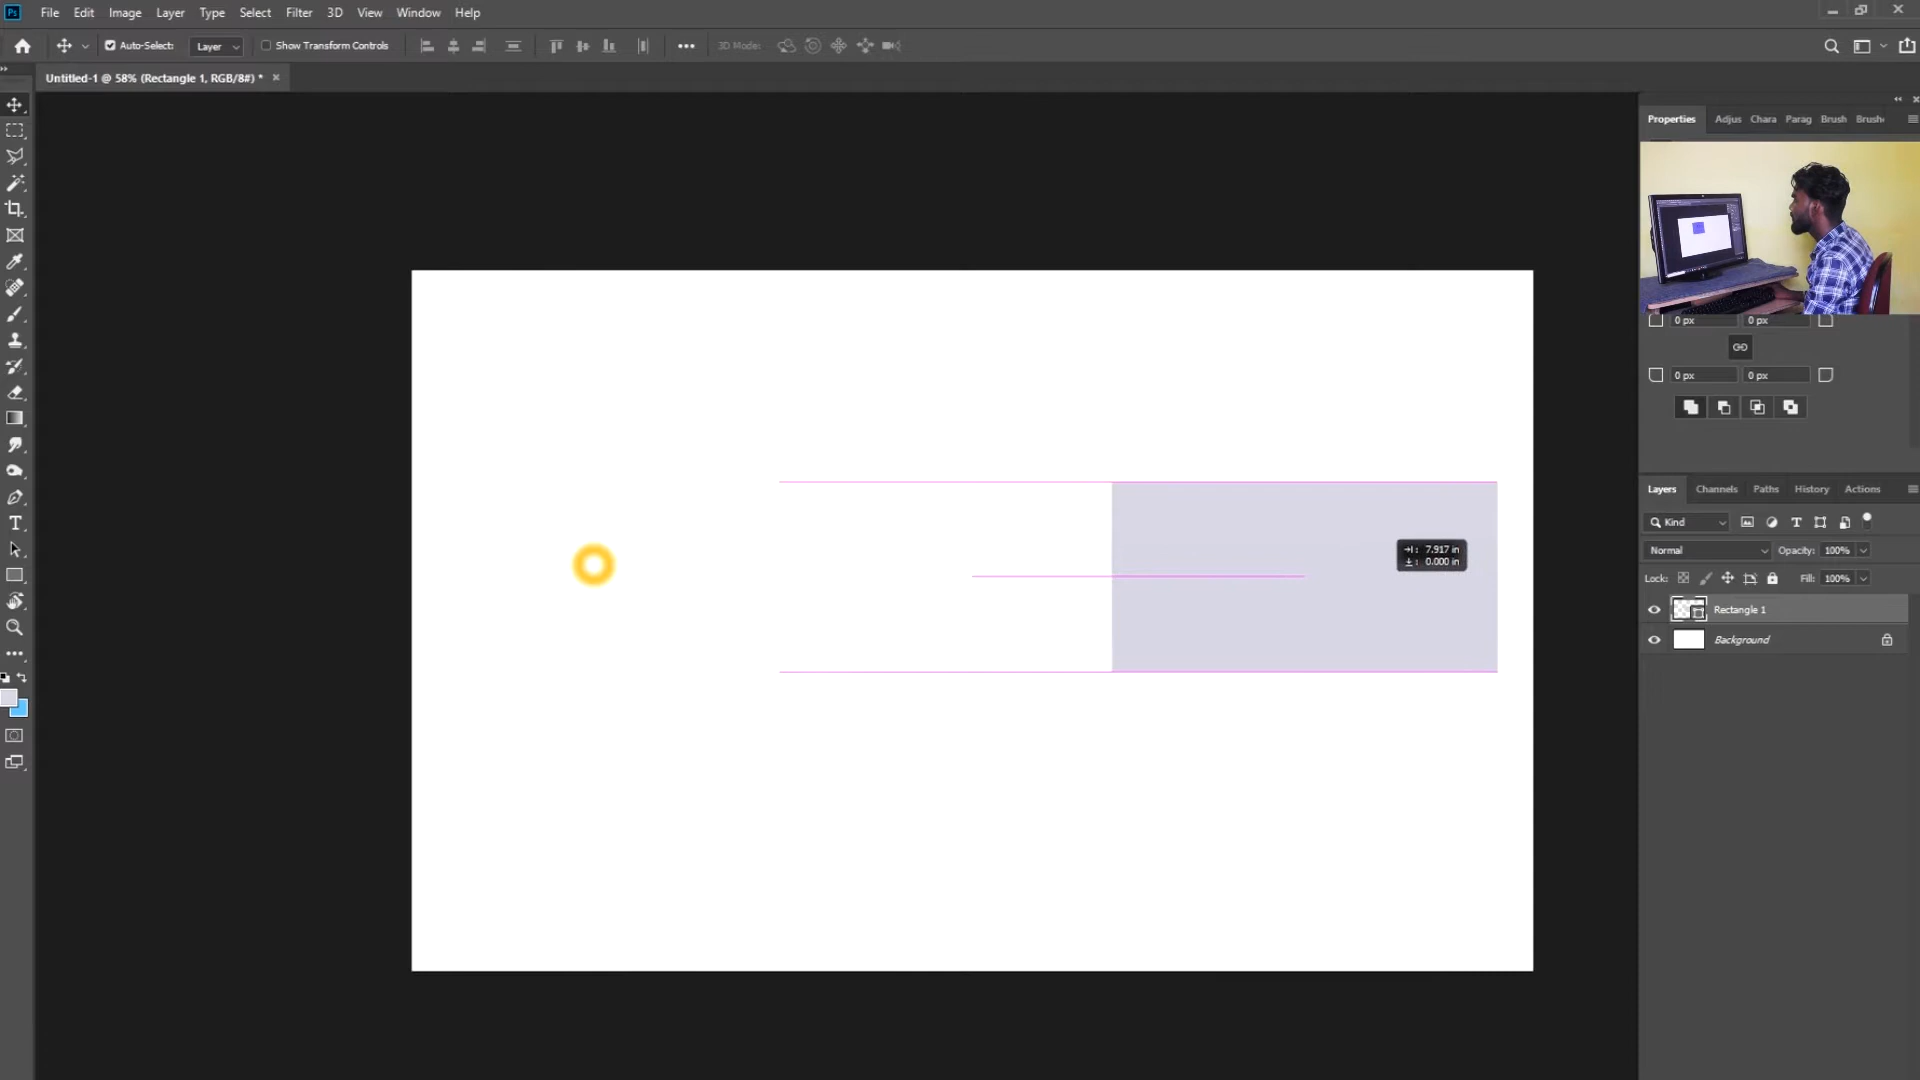 Ps File Edit Image Layer Type Select Filter 3D View Window Help
Auto-Select: Layer Show Transform Controls 3D Mode:
Untitled-1 @ 58% (Rectangle 1, RGB/8#) *
Properties Adjus Chara Parag Brush Brush
0 px 0 px
0 px 0 px
Layers Channels Paths History Actions
Kind
Normal Opacity: 100%
Lock: Fill: 100%
Rectangle 1
Background
7.917 in
0.000 in